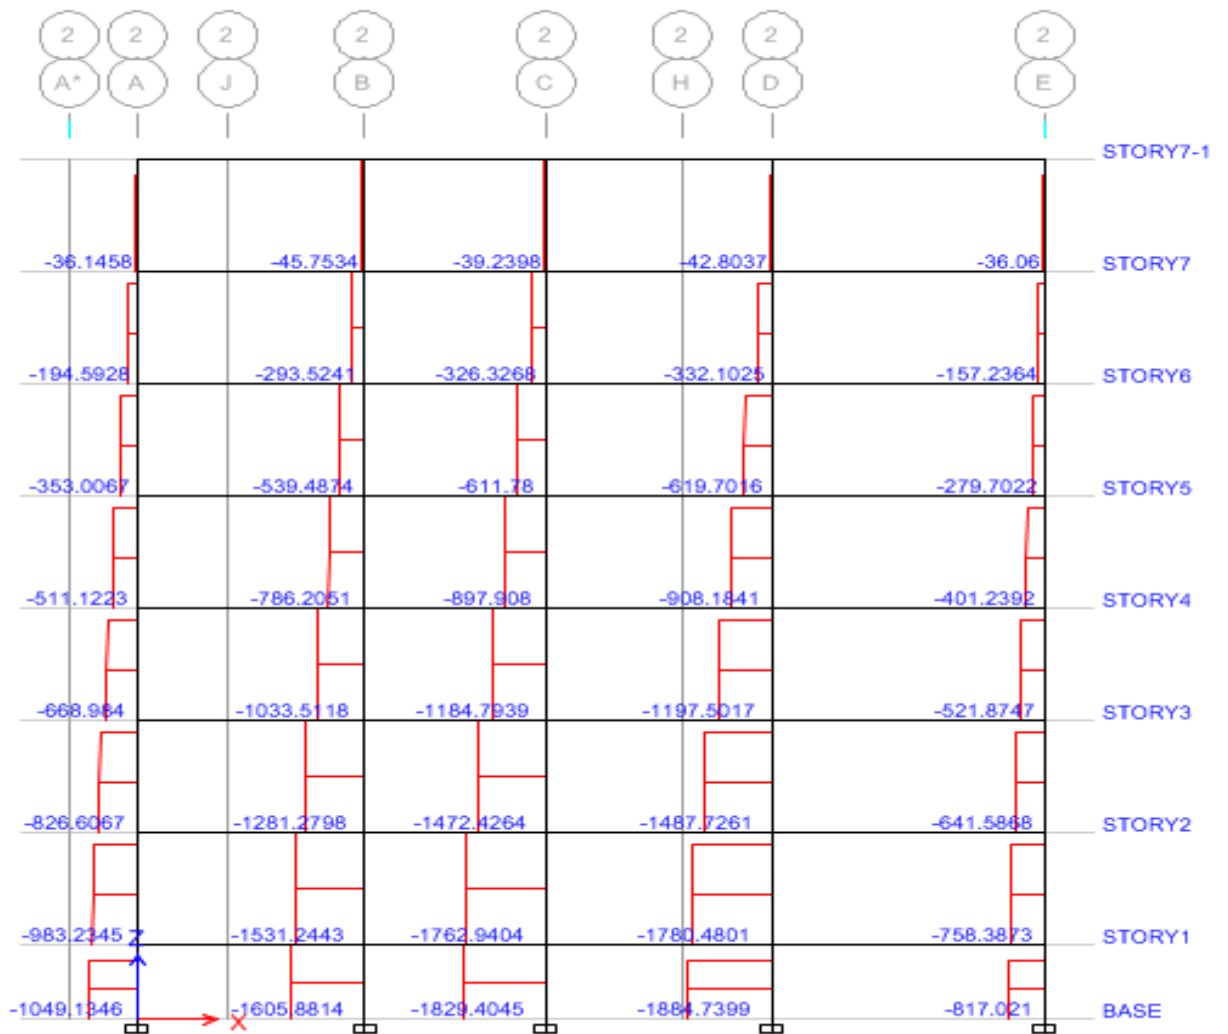 2 2 2 2 2 2 2 2
A* A J B C H D E
STORY7-1
-36.1458 -45.7534 -39.2398 -42.8037 -36.06 STORY7
-194.5928 -293.5241 -326.3268 -332.1025 -157.2364 STORY6
-353.0067 -539.4874 -611.78 -619.7016 -279.7022 STORY5
-511.1223 -786.2051 -897.908 -908.1841 -401.2392 STORY4
-668.984 -1033.5118 -1184.7939 -1197.5017 -521.8747 STORY3
-826.6067 -1281.2798 -1472.4264 -1487.7261 -641.5868 STORY2
-983.2345 Z -1531.2443 -1762.9404 -1780.4801 -758.3873 STORY1
-1049.1346 X -1605.8814 -1829.4045 -1884.7399 -817.021 BASE